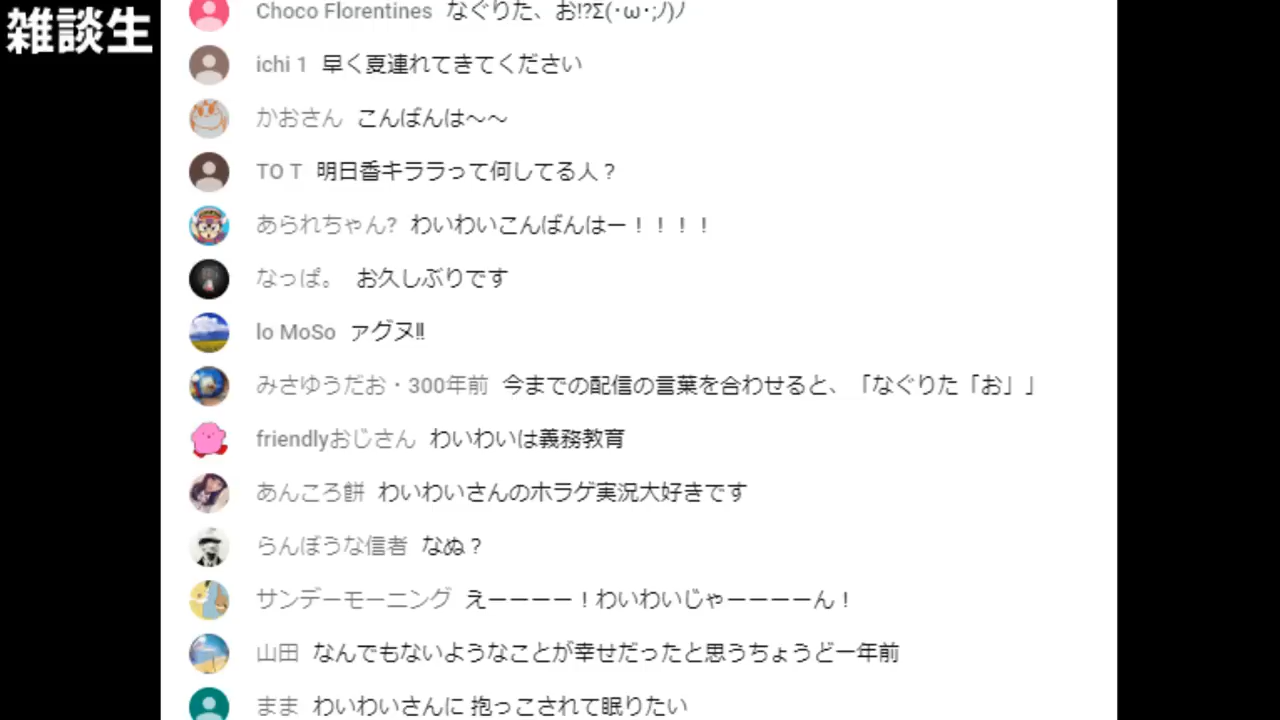 雑談生
Choco Florentines なぐりた、お!?Σ(･ω･;ﾉ)ﾉ
ichi 1 早く夏連れてきてください
かおさん こんばんは～～
TO T 明日香キララって何してる人？
あられちゃん? わいわいこんばんはー！！！！
なっぱ。 お久しぶりです
lo MoSo ァグヌ!!
みさゆうだお・300年前 今までの配信の言葉を合わせると、「なぐりた「お」」
friendlyおじさん わいわいは義務教育
あんころ餅 わいわいさんのホラゲ実況大好きです
らんぼうな信者 なぬ？
サンデーモーニング えーーーー！わいわいじゃーーーーん！
山田 なんでもないようなことが幸せだったと思うちょうど一年前
まま わいわいさんに 抱っこされて眠りたい